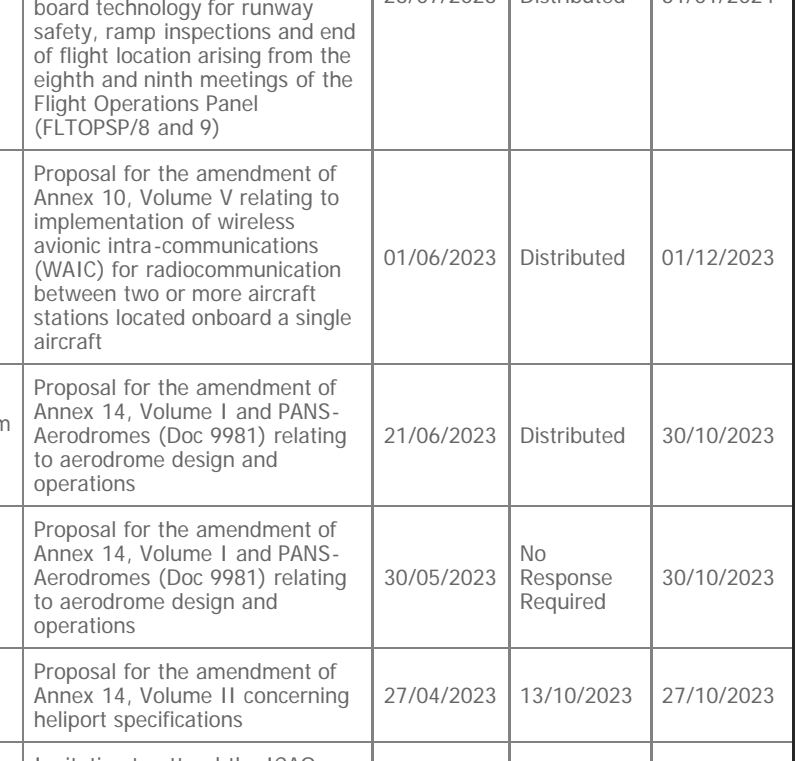 board technology for runway
safety, ramp inspections and end
of flight location arising from the
eighth and ninth meetings of the
Flight Operations Panel
(FLTOPSP/8 and 9)
Distributed
Proposal for the amendment of
Annex 10, Volume V relating to
implementation of wireless
avionic intra-communications
(WAIC) for radiocommunication
between two or more aircraft
stations located onboard a single
aircraft
01/06/2023
Distributed
01/12/2023
Proposal for the amendment of
Annex 14, Volume I and PANS-
Aerodromes (Doc 9981) relating
to aerodrome design and
operations
21/06/2023
Distributed
30/10/2023
Proposal for the amendment of
Annex 14, Volume I and PANS-
Aerodromes (Doc 9981) relating
to aerodrome design and
operations
30/05/2023
No
Response
Required
30/10/2023
Proposal for the amendment of
Annex 14, Volume II concerning
heliport specifications
27/04/2023
13/10/2023
27/10/2023